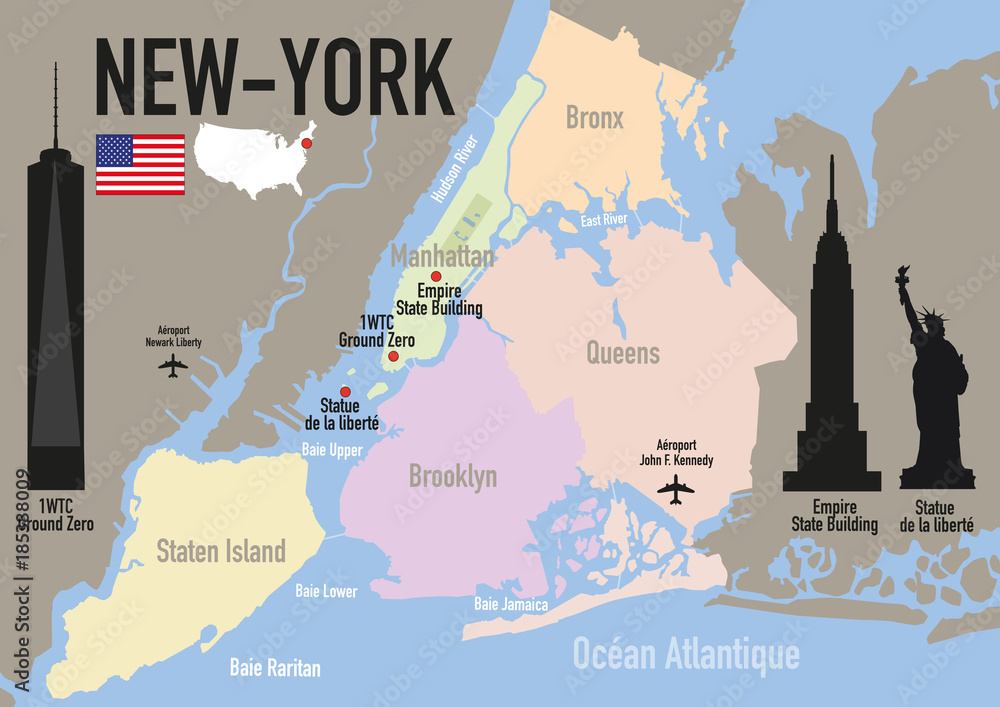 NEW-YORK
Bronx
Hudson River
East River
Manhattan
Empire
State Building
1WTC
Ground Zero
Aéroport
Newark Liberty
Queens
Statue
de la liberté
Baie Upper
Aéroport
John F. Kennedy
Brooklyn
1WTC
Ground Zero
Empire
State Building
Statue
de la liberté
Staten Island
Baie Lower
Baie Jamaica
Baie Raritan
Océan Atlantique
Adobe Stock | #185388009